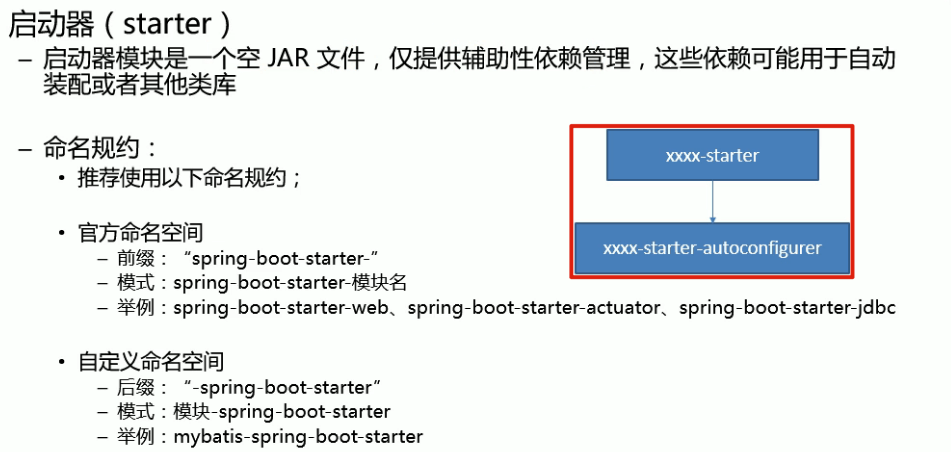 启动器（starter）
– 启动器模块是一个空 JAR 文件，仅提供辅助性依赖管理，这些依赖可能用于自动
装配或者其他类库
– 命名规约：
• 推荐使用以下命名规约；
• 官方命名空间
– 前缀：“spring-boot-starter-”
– 模式：spring-boot-starter-模块名
– 举例：spring-boot-starter-web、spring-boot-starter-actuator、spring-boot-starter-jdbc
• 自定义命名空间
– 后缀：“-spring-boot-starter”
– 模式：模块-spring-boot-starter
– 举例：mybatis-spring-boot-starter
xxxx-starter
xxxx-starter-autoconfigurer